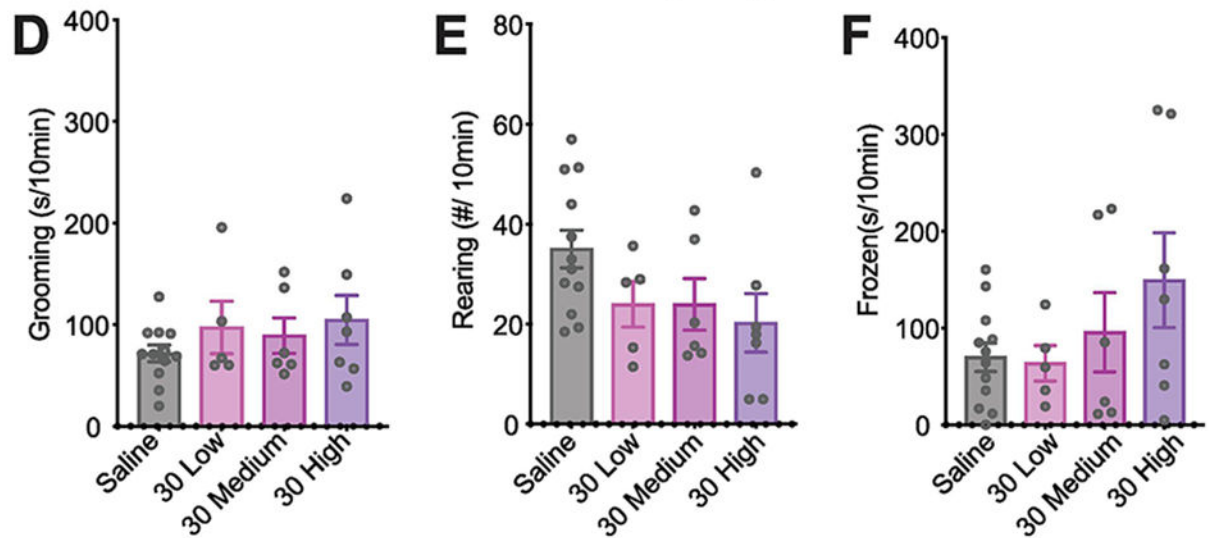 D
Grooming (s/10min)
400
300
200
100
0
Saline
30 Low
30 Medium
30 High
E
Rearing (#/ 10min)
80
60
40
20
0
Saline
30 Low
30 Medium
30 High
F
Frozen(s/10min)
400
300
200
100
0
Saline
30 Low
30 Medium
30 High